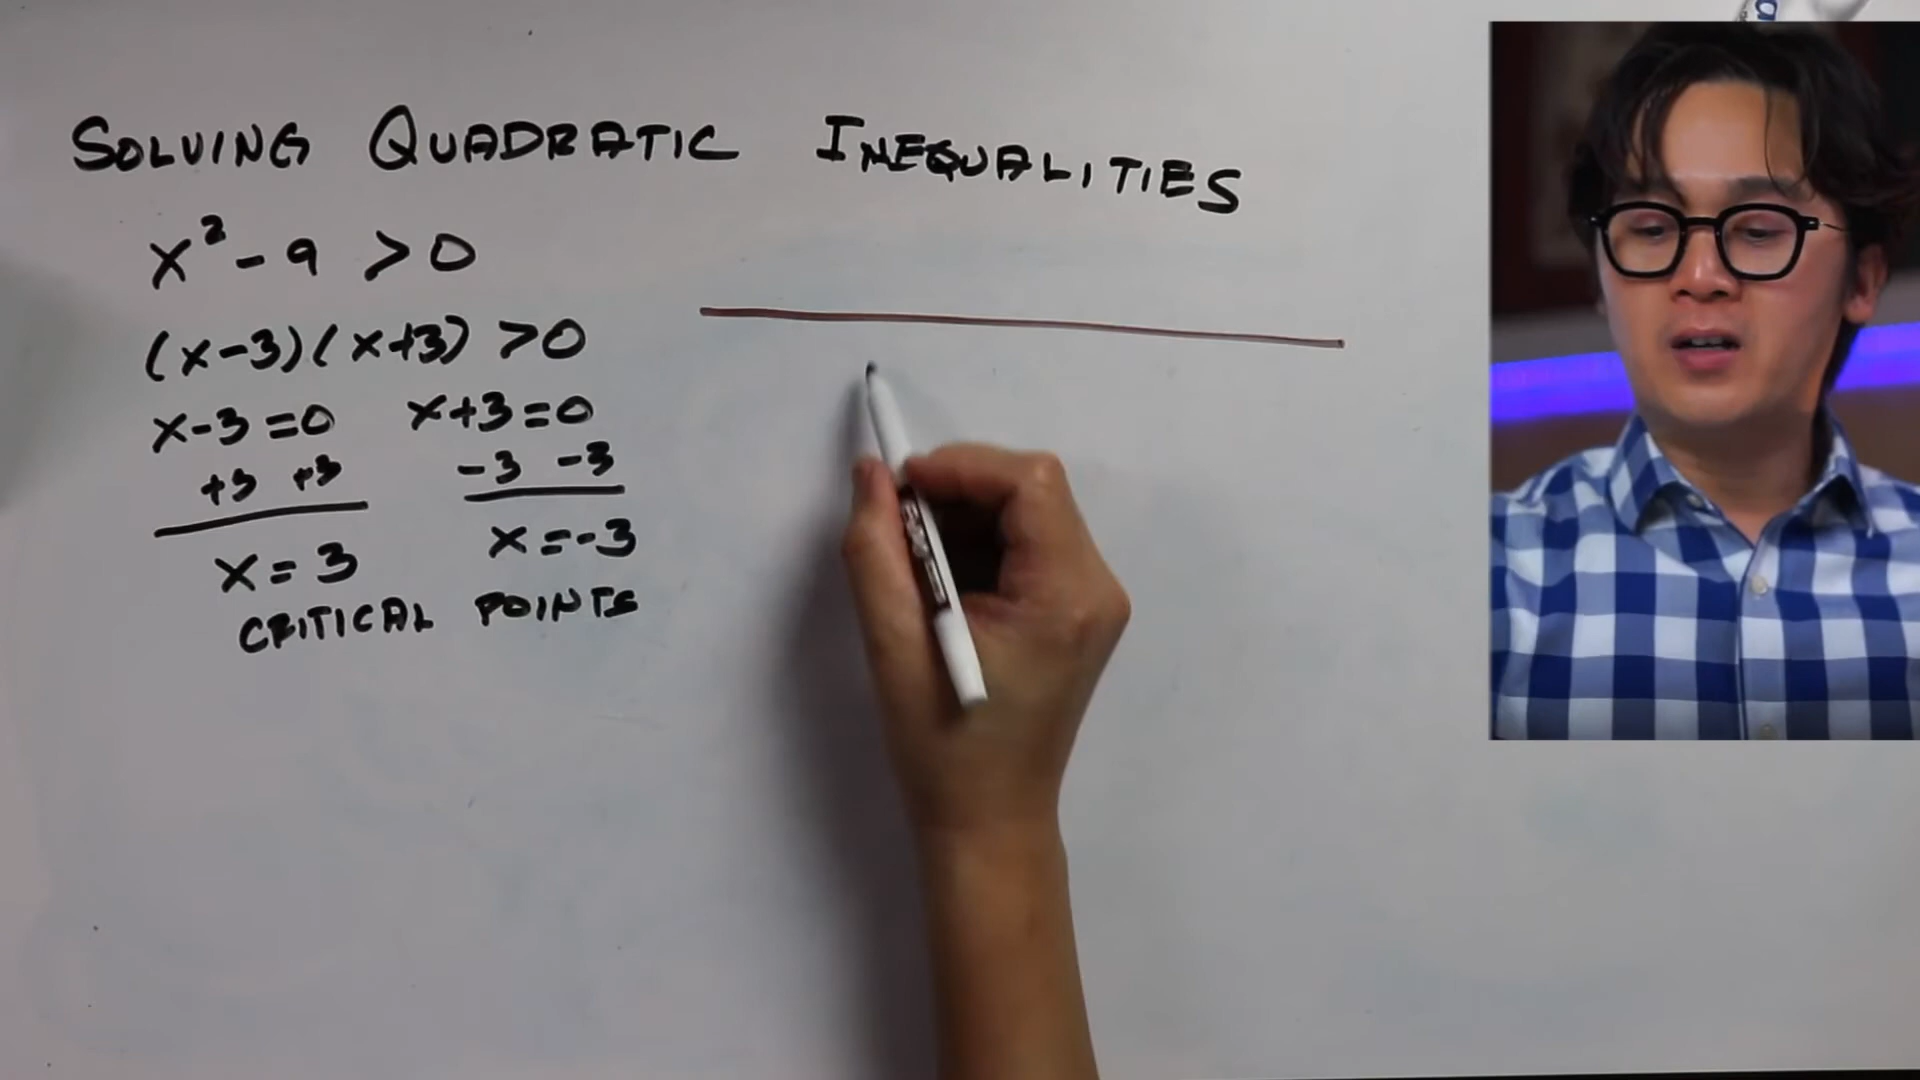 SOLVING QUADRATIC INEQUALITIES
x² - 9 > 0
(x-3)(x+3) > 0
x-3=0 x+3=0
+3 +3 -3 -3
x = 3 x = -3
CRITICAL POINTS